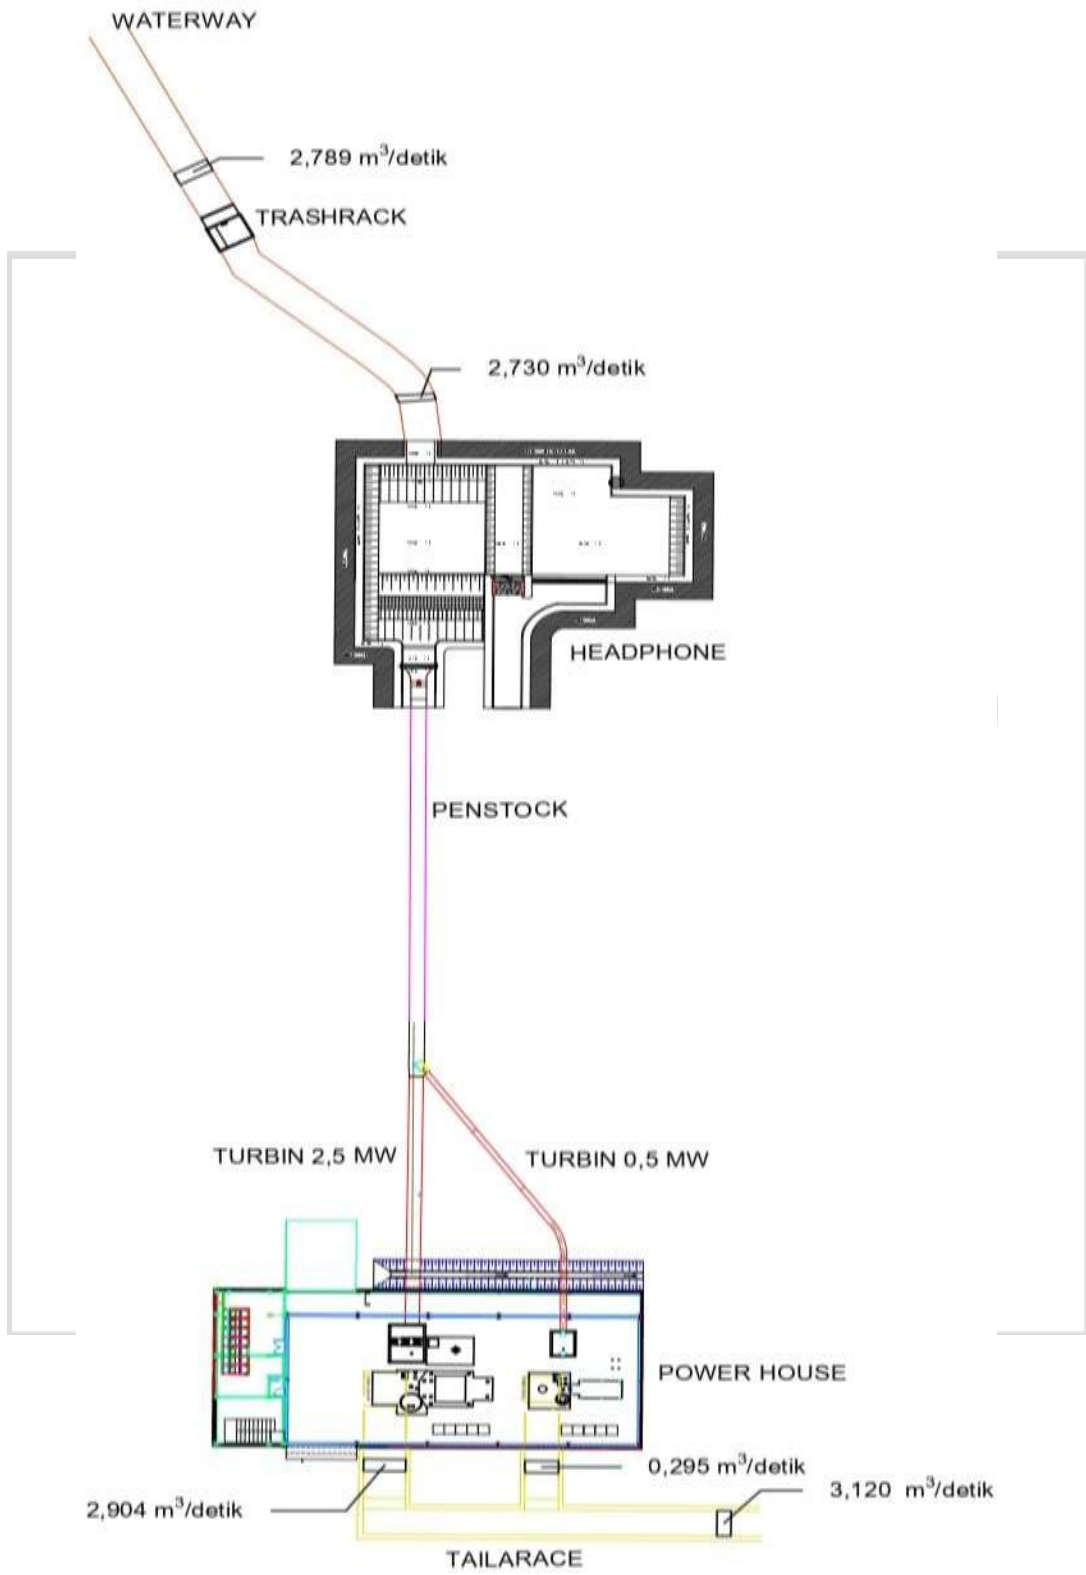 WATERWAY
2,789 m³/detik
TRASHRACK
2,730 m³/detik
HEADPHONE
PENSTOCK
TURBIN 2,5 MW
TURBIN 0,5 MW
POWER HOUSE
0,295 m³/detik
3,120 m³/detik
2,904 m³/detik
TAILARACE